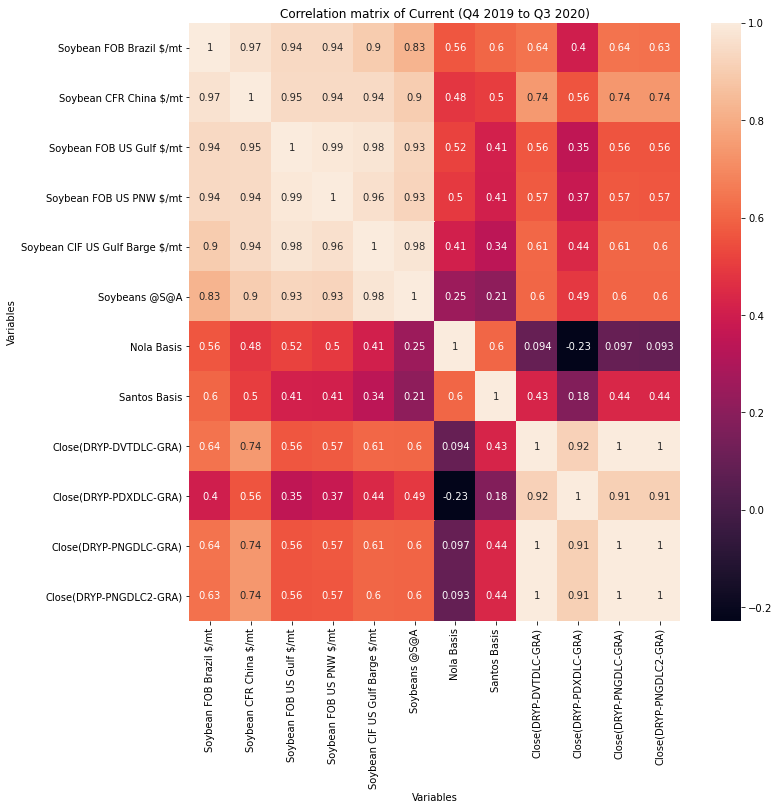 Correlation matrix of Current (Q4 2019 to Q3 2020)
Soybean FOB Brazil $/mt 1 0.97 0.94 0.94 0.9 0.83 0.56 0.6 0.64 0.4 0.64 0.63
Soybean CFR China $/mt 0.97 1 0.95 0.94 0.94 0.9 0.48 0.5 0.74 0.56 0.74 0.74
Soybean FOB US Gulf $/mt 0.94 0.95 1 0.99 0.98 0.93 0.52 0.41 0.56 0.35 0.56 0.56
Soybean FOB US PNW $/mt 0.94 0.94 0.99 1 0.96 0.93 0.5 0.41 0.57 0.37 0.57 0.57
Soybean CIF US Gulf Barge $/mt 0.9 0.94 0.98 0.96 1 0.98 0.41 0.34 0.61 0.44 0.61 0.6
Soybeans @S@A 0.83 0.9 0.93 0.93 0.98 1 0.25 0.21 0.6 0.49 0.6 0.6
Nola Basis 0.56 0.48 0.52 0.5 0.41 0.25 1 0.6 0.094 -0.23 0.097 0.093
Santos Basis 0.6 0.5 0.41 0.41 0.34 0.21 0.6 1 0.43 0.18 0.44 0.44
Close(DRYP-DVTDLC-GRA) 0.64 0.74 0.56 0.57 0.61 0.6 0.094 0.43 1 0.92 1 1
Close(DRYP-PDXDLC-GRA) 0.4 0.56 0.35 0.37 0.44 0.49 -0.23 0.18 0.92 1 0.91 0.91
Close(DRYP-PNGDLC-GRA) 0.64 0.74 0.56 0.57 0.61 0.6 0.097 0.44 1 0.91 1 1
Close(DRYP-PNGDLC2-GRA) 0.63 0.74 0.56 0.57 0.6 0.6 0.093 0.44 1 0.91 1 1
Variables
Soybean FOB Brazil $/mt
Soybean CFR China $/mt
Soybean FOB US Gulf $/mt
Soybean FOB US PNW $/mt
Soybean CIF US Gulf Barge $/mt
Soybeans @S@A
Nola Basis
Santos Basis
Close(DRYP-DVTDLC-GRA)
Close(DRYP-PDXDLC-GRA)
Close(DRYP-PNGDLC-GRA)
Close(DRYP-PNGDLC2-GRA)
Variables
1.0
0.8
0.6
0.4
0.2
0.0
−0.2